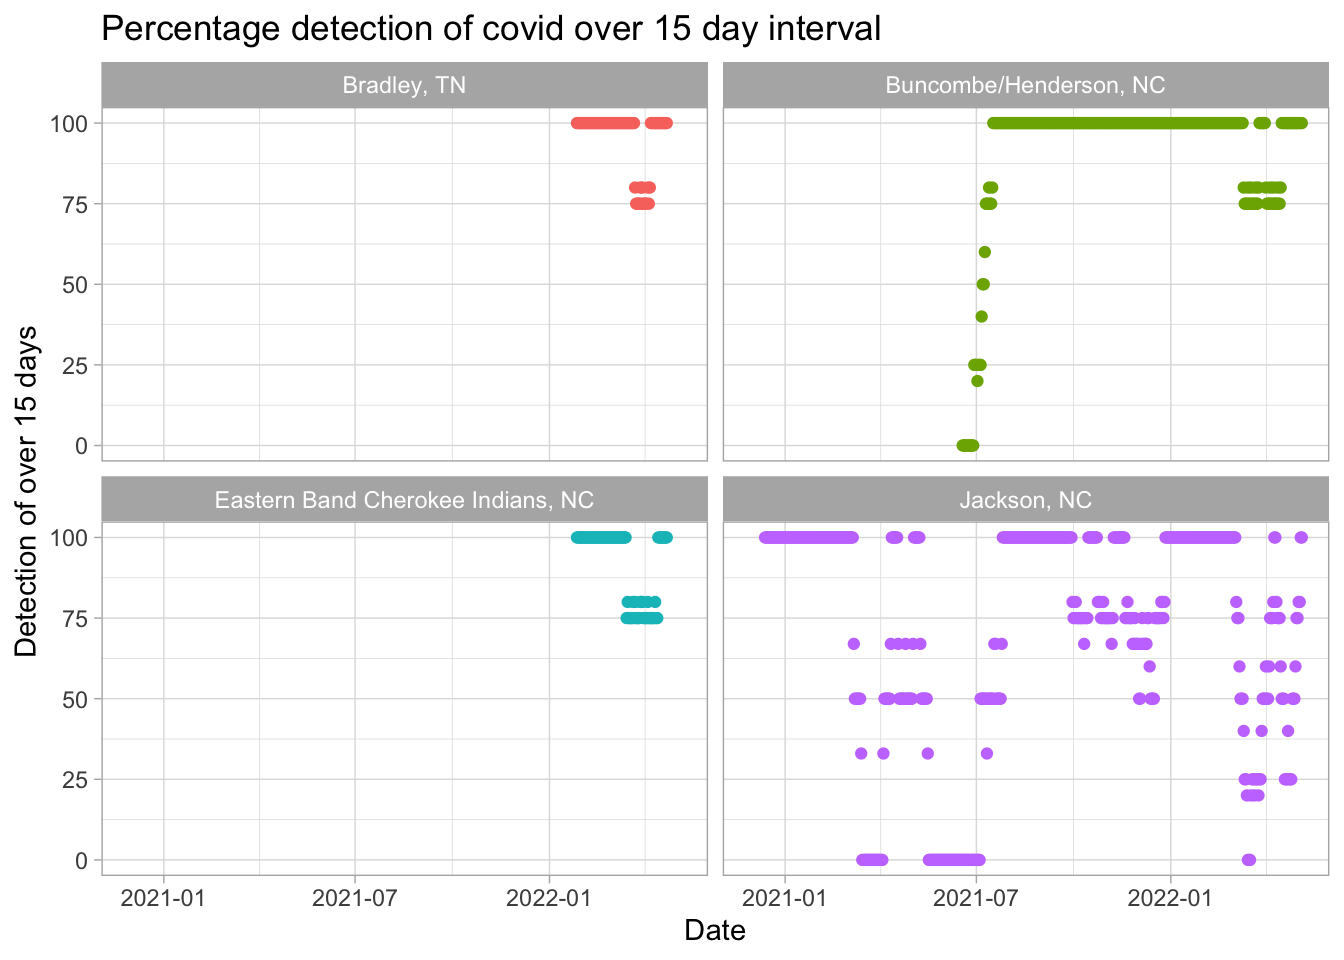 Percentage detection of covid over 15 day interval
Bradley, TN
Buncombe/Henderson, NC
100
75
50
25
0
Eastern Band Cherokee Indians, NC
Jackson, NC
100
75
50
25
0
Detection of over 15 days
2021-01
2021-07
2022-01
2021-01
2021-07
2022-01
Date